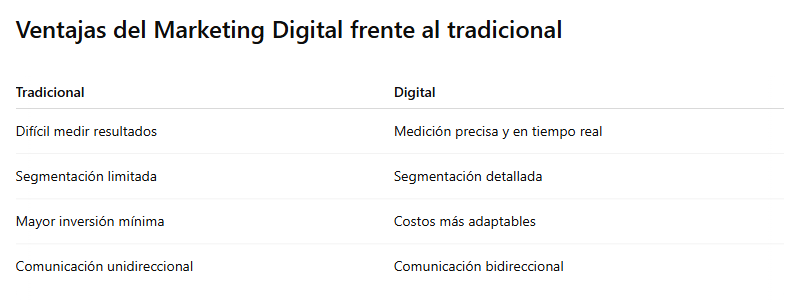 Ventajas del Marketing Digital frente al tradicional
Tradicional Digital
Difícil medir resultados Medición precisa y en tiempo real
Segmentación limitada Segmentación detallada
Mayor inversión mínima Costos más adaptables
Comunicación unidireccional Comunicación bidireccional